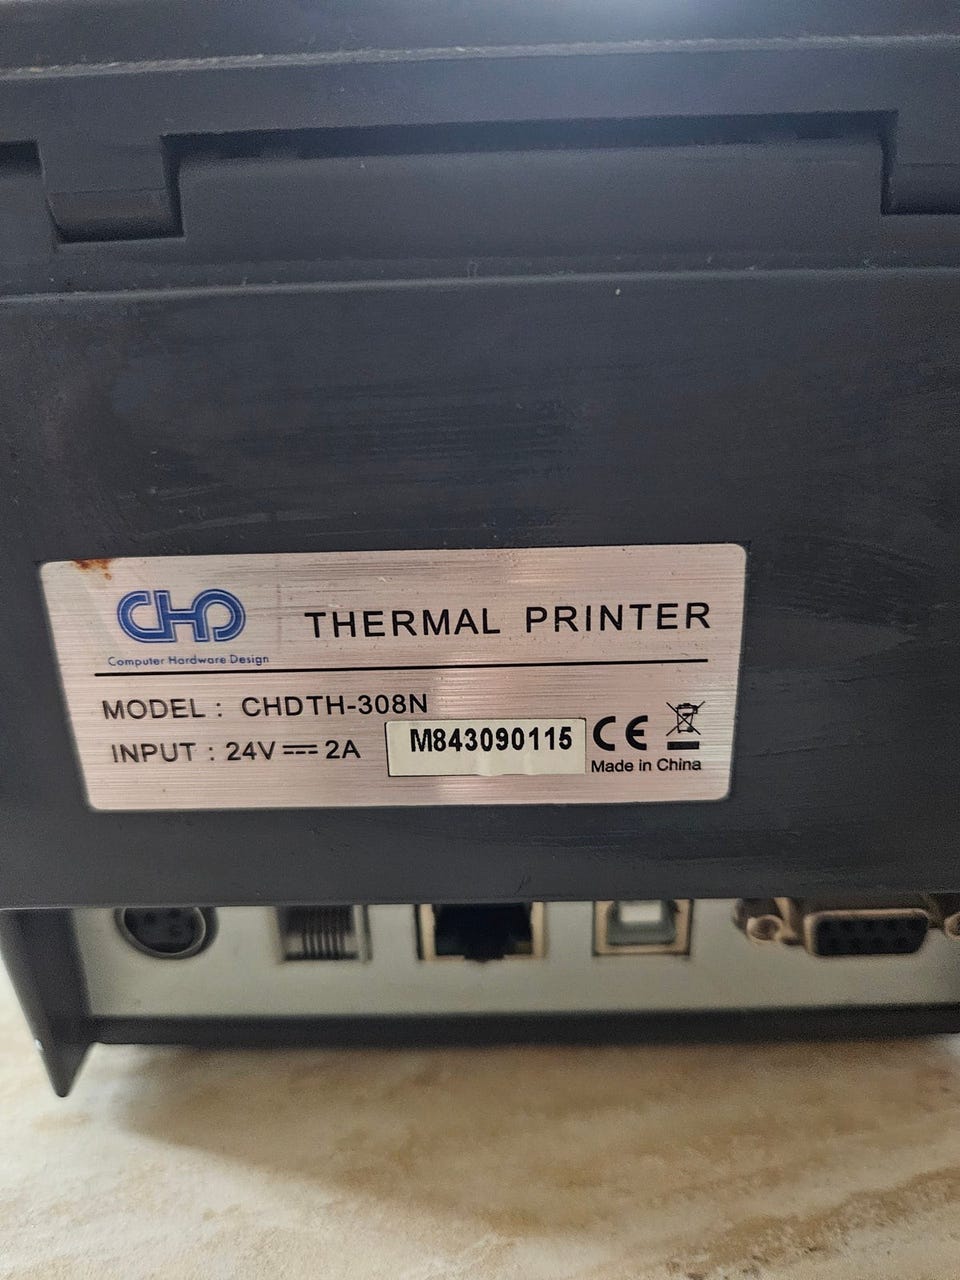 CHD
Computer Hardware Design
THERMAL PRINTER
MODEL : CHDTH-308N
INPUT : 24V⎓2A
M843090115
CE
Made in China